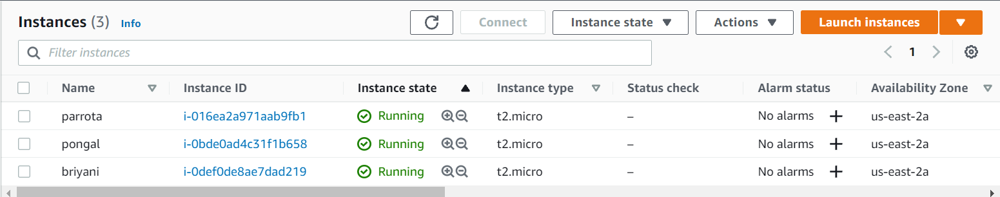 Instances (3) Info Connect Instance state Actions Launch instances
Filter instances 1
Name Instance ID Instance state Instance type Status check Alarm status Availability Zone
parrota i-016ea2a971aab9fb1 Running t2.micro – No alarms + us-east-2a
pongal i-0bde0ad4c31f1b658 Running t2.micro – No alarms + us-east-2a
briyani i-0def0de8ae7dad219 Running t2.micro – No alarms + us-east-2a